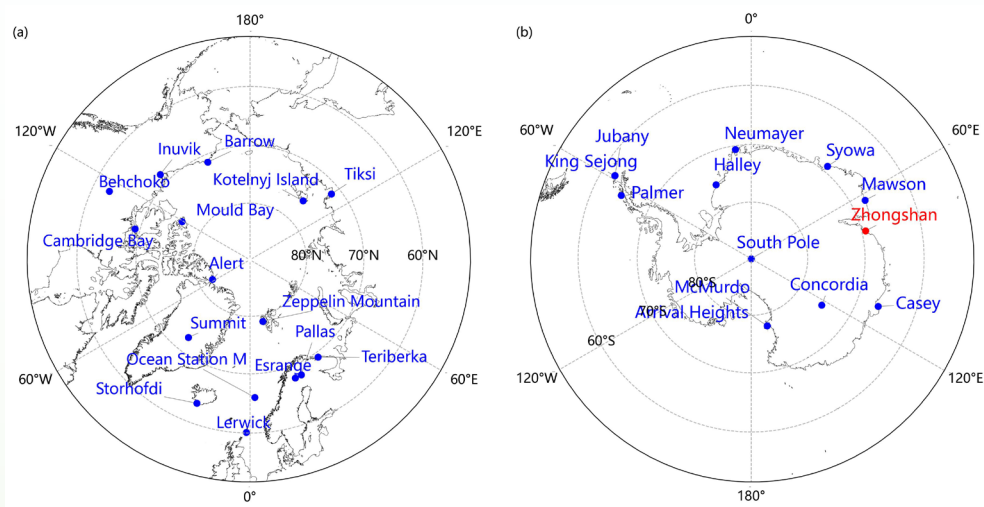 (a)
180°
120°W
120°E
Inuvik
Barrow
Behchoko
Kotelnyj Island
Tiksi
Mould Bay
Cambridge Bay
80°N
70°N
60°N
Alert
Zeppelin Mountain
Summit
Pallas
Ocean Station M
Esrange
Teriberka
60°W
60°E
Storhofdi
Lerwick
0°
(b)
0°
60°W
60°E
Jubany
Neumayer
King Sejong
Halley
Syowa
Palmer
Mawson
Zhongshan
South Pole
80°S
McMurdo
Concordia
70°S
Arrival Heights
Casey
60°S
120°W
120°E
180°